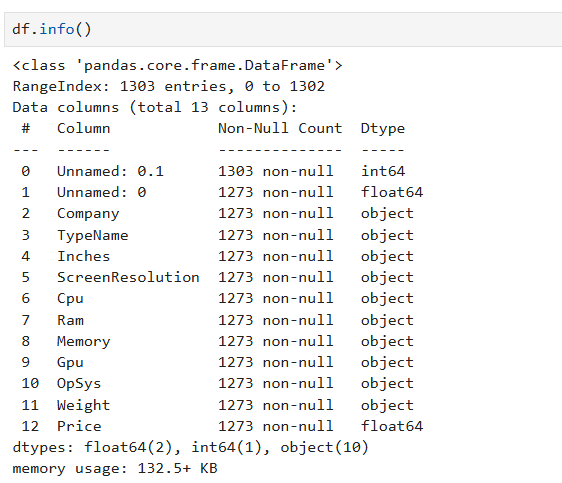 df.info()
<class 'pandas.core.frame.DataFrame'>
RangeIndex: 1303 entries, 0 to 1302
Data columns (total 13 columns):
 #   Column            Non-Null Count  Dtype
---  ------            --------------  -----
 0   Unnamed: 0.1      1303 non-null   int64
 1   Unnamed: 0        1273 non-null   float64
 2   Company           1273 non-null   object
 3   TypeName          1273 non-null   object
 4   Inches            1273 non-null   object
 5   ScreenResolution  1273 non-null   object
 6   Cpu               1273 non-null   object
 7   Ram               1273 non-null   object
 8   Memory            1273 non-null   object
 9   Gpu               1273 non-null   object
 10  OpSys             1273 non-null   object
 11  Weight            1273 non-null   object
 12  Price             1273 non-null   float64
dtypes: float64(2), int64(1), object(10)
memory usage: 132.5+ KB